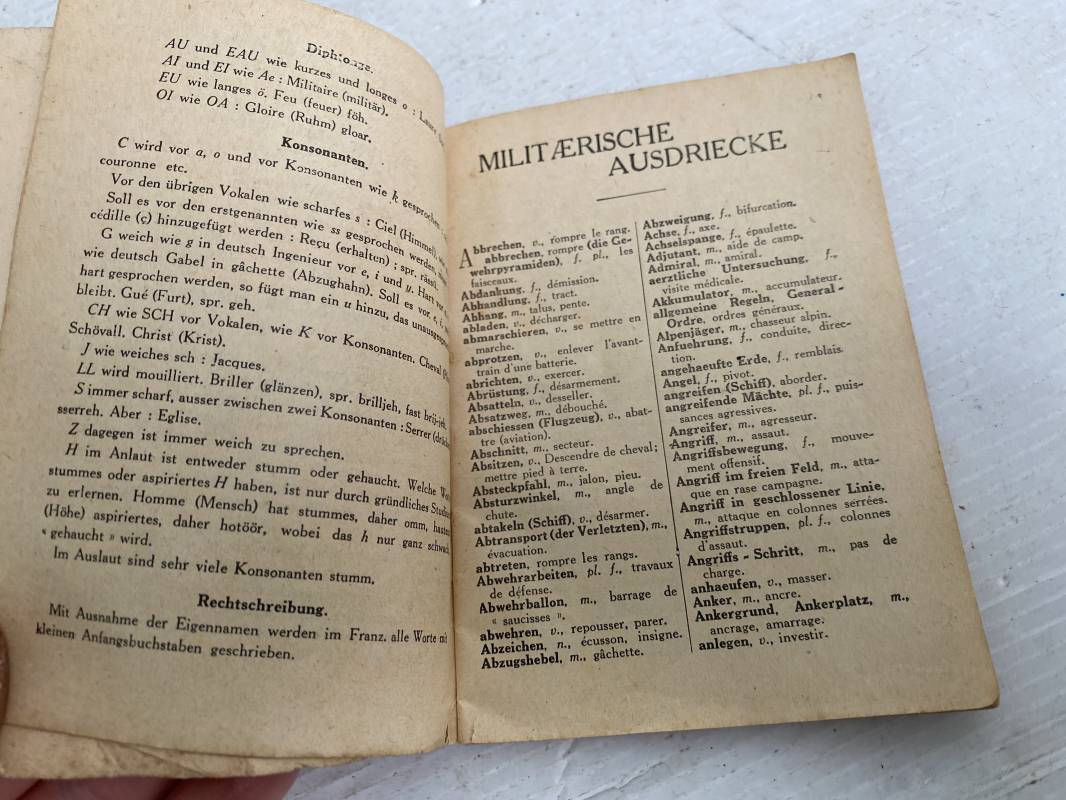 Diphtonge.
AU und EAU wie kurzes und longes o :
AI und EI wie Ae : Militaire (militär).
EU wie langes ö. Feu (feuer) föh.
OI wie OA : Gloire (Ruhm) gloar.
Konsonanten.
C wird vor a, o und vor Konsonanten wie k gesprochen
couronne etc.
Vor den übrigen Vokalen wie scharfes s : Ciel (Himmel),
Soll es vor den erstgenannten wie ss gesprochen werden,
cédille (ç) hinzugefügt werden : Reçu (erhalten) ; spr. rässü.
G weich wie g in deutsch Ingenieur vor e, i und y. Hart vor
wie deutsch Gabel in gâchette (Abzughahn). Soll es vor e, i
hart gesprochen werden, so fügt man ein u hinzu, das
bleibt. Gué (Furt), spr. geh.
CH wie SCH vor Vokalen, wie K vor Konsonanten. Cheval
Schövall. Christ (Krist).
J wie weiches sch : Jacques.
LL wird mouilliert. Briller (glänzen), spr. brilljeh, fast
S immer scharf, ausser zwischen zwei Konsonanten : Serrer
sserreh. Aber : Eglise.
Z dagegen ist immer weich zu sprechen.
H im Anlaut ist entweder stumm oder gehaucht. Welche
stummes oder aspiriertes H haben, ist nur durch gründliches
zu erlernen. Homme (Mensch) hat stummes, daher omm,
(Höhe) aspiriertes, daher hotöör, wobei das h nur ganz schwach
« gehaucht » wird.
Im Auslaut sind sehr viele Konsonanten stumm.
Rechtschreibung.
Mit Ausnahme der Eigennamen werden im Franz. alle Worte mit
kleinen Anfangsbuchstaben geschrieben.
MILITÆRISCHE
AUSDRIECKE
Abbrechen, v., rompre le rang.
abbrechen, rompre (die Ge-
wehrpyramiden), f. pl., les
faisceaux.
Abdankung, f., démission.
Abhandlung, f., tract.
Abhang, m., talus, pente.
abladen, v., décharger.
abmarschieren, v., se mettre en
marche.
abprotzen, v., enlever l'avant-
train d'une batterie.
abrichten, v., exercer.
Abrüstung, f., désarmement.
Absatteln, v., desseller.
Absatzweg, m., débouché.
abschiessen (Flugzeug), v., abat-
tre (aviation).
Abschnitt, m., secteur.
Absitzen, v., Descendre de cheval;
mettre pied à terre.
Absteckpfahl, m., jalon, pieu.
Absturzwinkel, m., angle de
chute.
abtakeln (Schiff), v., désarmer.
Abtransport (der Verletzten), m.,
évacuation.
abtreten, rompre les rangs.
Abwehrarbeiten, pl. f., travaux
de défense.
Abwehrballon, m., barrage de
« saucisses ».
abwehren, v., repousser, parer.
Abzeichen, n., écusson, insigne.
Abzugshebel, m., gâchette.
Abzweigung, f., bifurcation.
Achse, f., axe.
Achselspange, f., épaulette.
Adjutant, m., aide de camp.
Admiral, m., amiral.
aerztliche Untersuchung, f.,
visite médicale.
Akkumulator, m., accumulateur.
allgemeine Regeln, General-
Ordre, ordres généraux.
Alpenjäger, m., chasseur alpin.
Anfuehrung, f., conduite, direc-
tion.
angehaeufte Erde, f., remblais.
Angel, f., pivot.
angreifen (Schiff), aborder.
angreifende Mächte, pl. f., puis-
sances agressives.
Angreifer, m., agresseur.
Angriff, m., assaut.
Angriffsbewegung, f., mouve-
ment offensif.
Angriff im freien Feld, m., atta-
que en rase campagne.
Angriff in geschlossener Linie,
m., attaque en colonnes serrées.
Angriffstruppen, pl. f., colonnes
d'assaut.
Angriffs - Schritt, m., pas de
charge.
anhaeufen, v., masser.
Anker, m., ancre.
Ankergrund, Ankerplatz, m.,
ancrage, amarrage.
anlegen, v., investir.